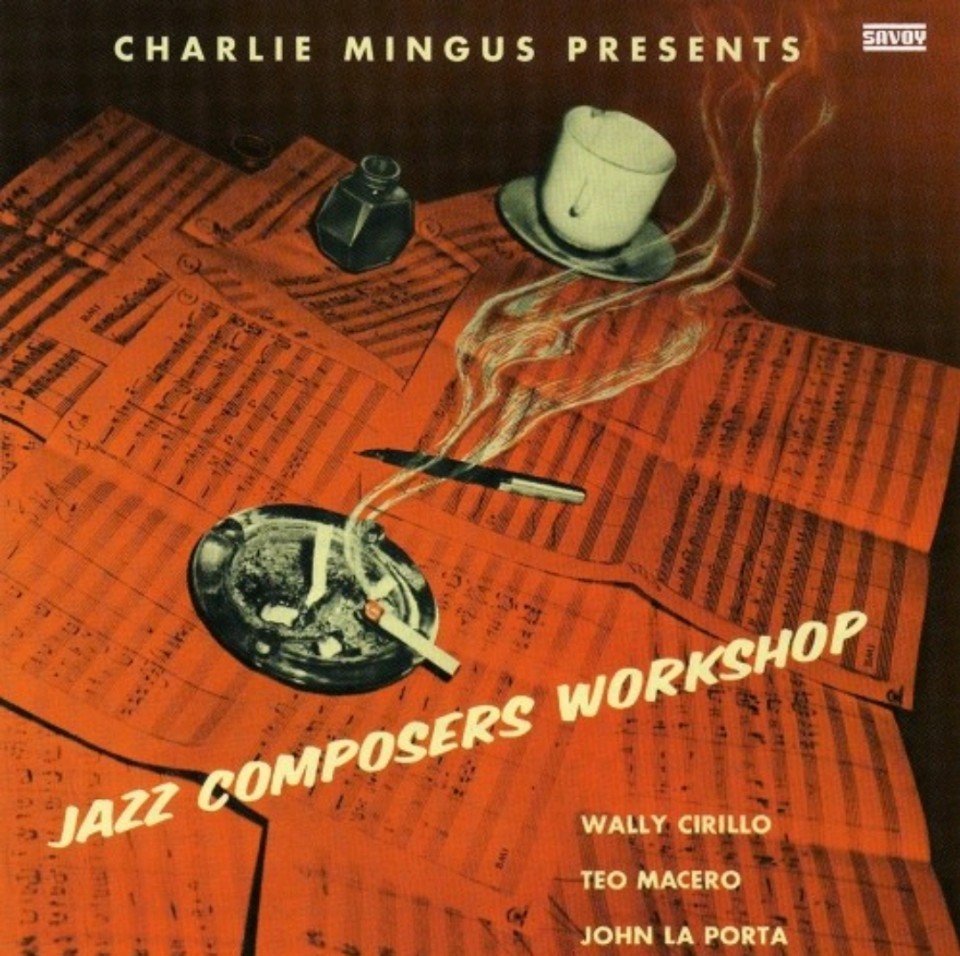 CHARLIE MINGUS PRESENTS
SAVOY
JAZZ COMPOSERS WORKSHOP
WALLY CIRILLO
TEO MACERO
JOHN LA PORTA